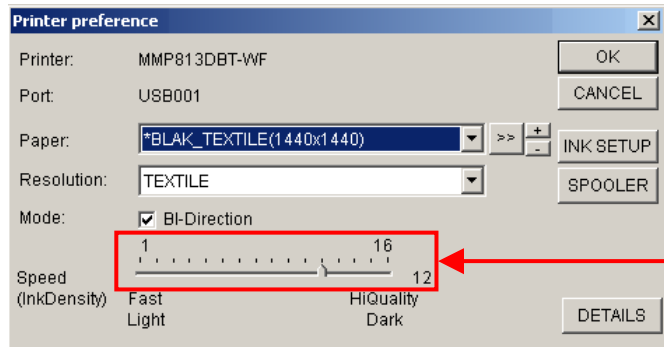 Printer preference
Printer: MMP813DBT-WF OK
Port: USB001 CANCEL
Paper: *BLAK_TEXTILE(1440x1440) >> + - INK SETUP
Resolution: TEXTILE SPOOLER
Mode: BI-Direction
1 16
12
Speed
(InkDensity) Fast HiQuality
Light Dark DETAILS